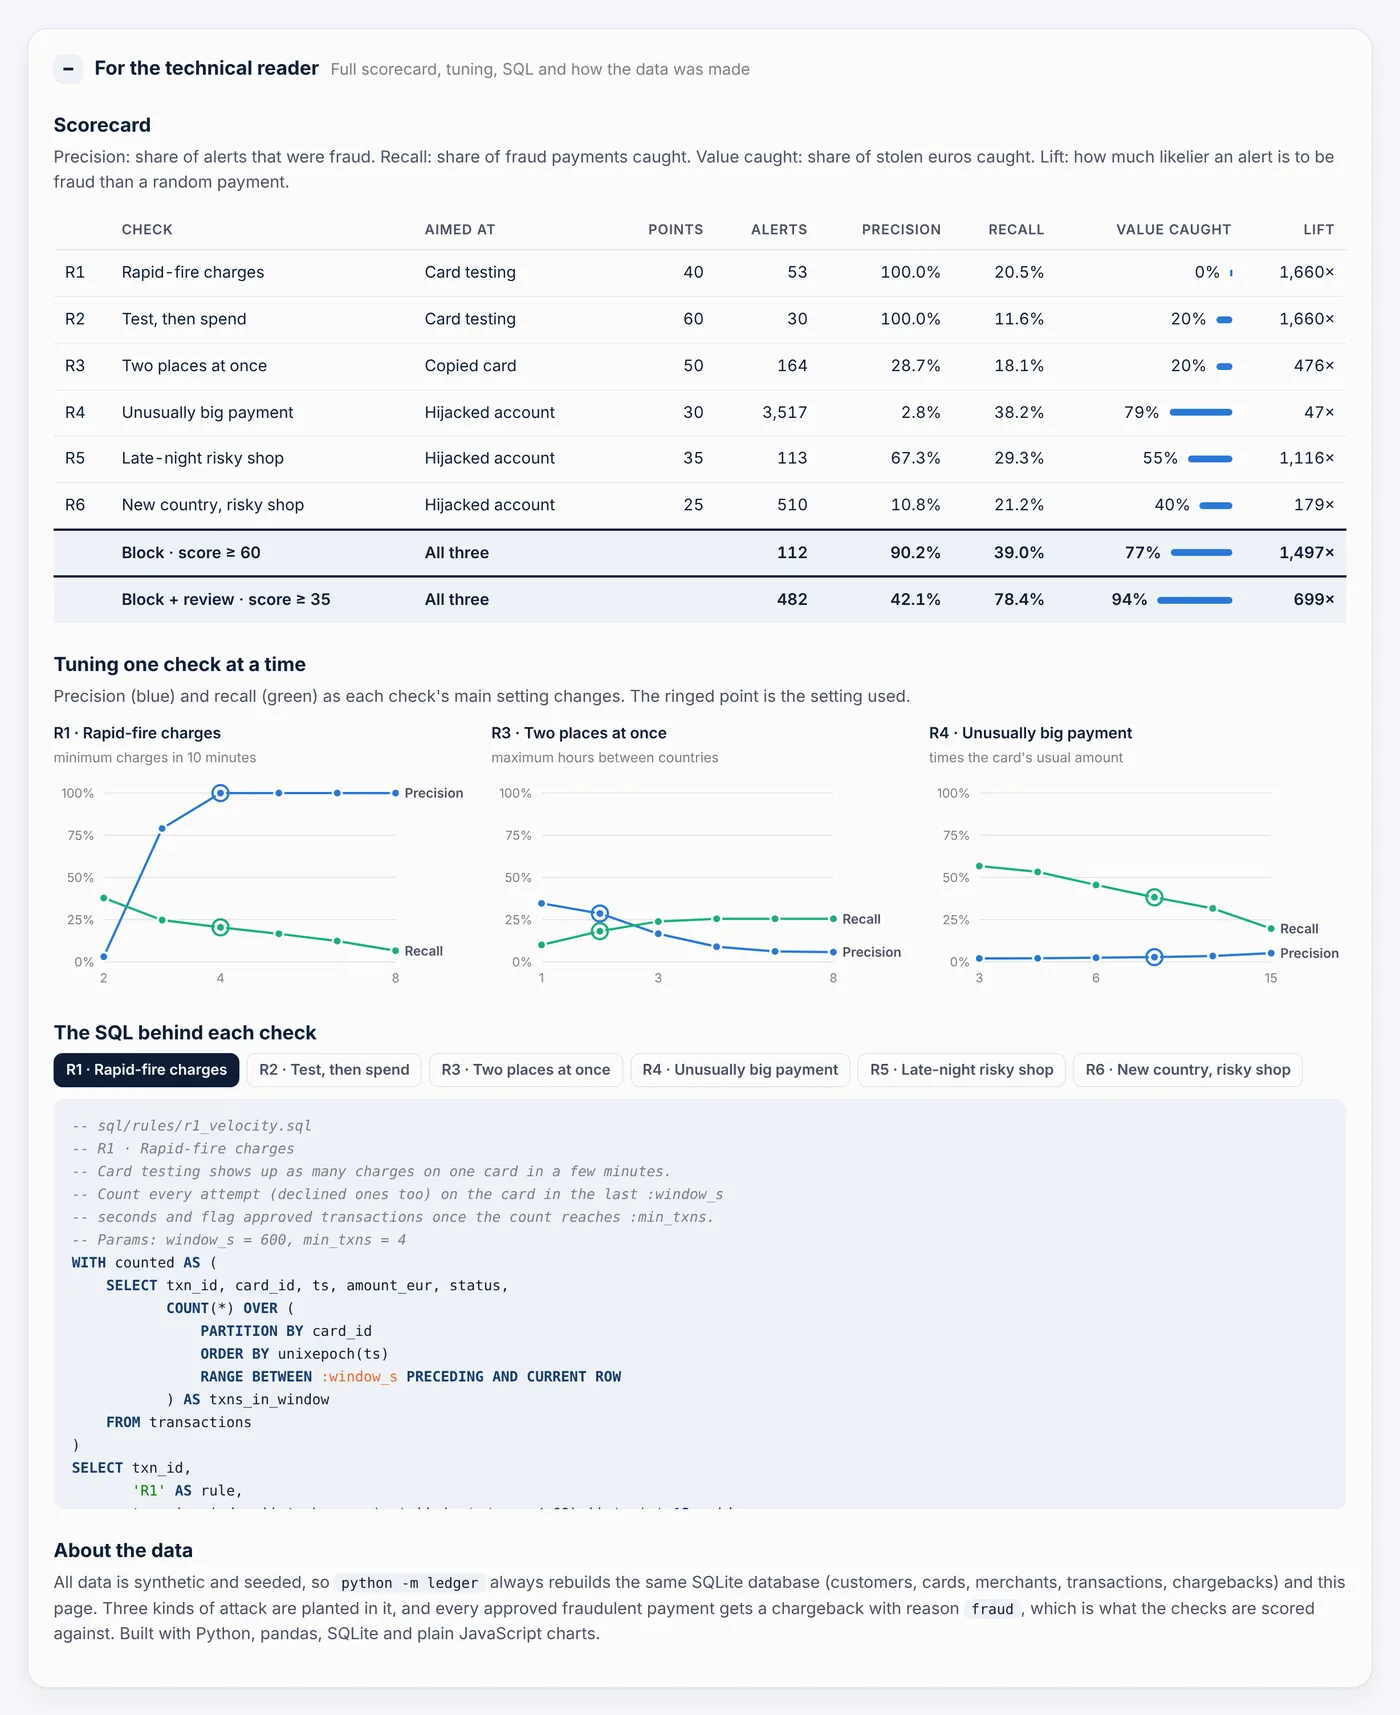 − For the technical reader Full scorecard, tuning, SQL and how the data was made
Scorecard
Precision: share of alerts that were fraud. Recall: share of fraud payments caught. Value caught: share of stolen euros caught. Lift: how much likelier an alert is to be
fraud than a random payment.
CHECK AIMED AT POINTS ALERTS PRECISION RECALL VALUE CAUGHT LIFT
R1 Rapid-fire charges Card testing 40 53 100.0% 20.5% 0% 1,660×
R2 Test, then spend Card testing 60 30 100.0% 11.6% 20% 1,660×
R3 Two places at once Copied card 50 164 28.7% 18.1% 20% 476×
R4 Unusually big payment Hijacked account 30 3,517 2.8% 38.2% 79% 47×
R5 Late-night risky shop Hijacked account 35 113 67.3% 29.3% 55% 1,116×
R6 New country, risky shop Hijacked account 25 510 10.8% 21.2% 40% 179×
Block · score ≥ 60 All three 112 90.2% 39.0% 77% 1,497×
Block + review · score ≥ 35 All three 482 42.1% 78.4% 94% 699×
Tuning one check at a time
Precision (blue) and recall (green) as each check's main setting changes. The ringed point is the setting used.
R1 · Rapid-fire charges
minimum charges in 10 minutes
100%
75%
50%
25%
0%
2 4 8
Precision
Recall
R3 · Two places at once
maximum hours between countries
100%
75%
50%
25%
0%
1 3 8
Recall
Precision
R4 · Unusually big payment
times the card's usual amount
100%
75%
50%
25%
0%
3 6 15
Recall
Precision
The SQL behind each check
R1 · Rapid-fire charges R2 · Test, then spend R3 · Two places at once R4 · Unusually big payment R5 · Late-night risky shop R6 · New country, risky shop
-- sql/rules/r1_velocity.sql
-- R1 · Rapid-fire charges
-- Card testing shows up as many charges on one card in a few minutes.
-- Count every attempt (declined ones too) on the card in the last :window_s
-- seconds and flag approved transactions once the count reaches :min_txns.
-- Params: window_s = 600, min_txns = 4
WITH counted AS (
SELECT txn_id, card_id, ts, amount_eur, status,
COUNT(*) OVER (
PARTITION BY card_id
ORDER BY unixepoch(ts)
RANGE BETWEEN :window_s PRECEDING AND CURRENT ROW
) AS txns_in_window
FROM transactions
)
SELECT txn_id,
'R1' AS rule,
About the data
All data is synthetic and seeded, so python -m ledger always rebuilds the same SQLite database (customers, cards, merchants, transactions, chargebacks) and this
page. Three kinds of attack are planted in it, and every approved fraudulent payment gets a chargeback with reason fraud , which is what the checks are scored
against. Built with Python, pandas, SQLite and plain JavaScript charts.